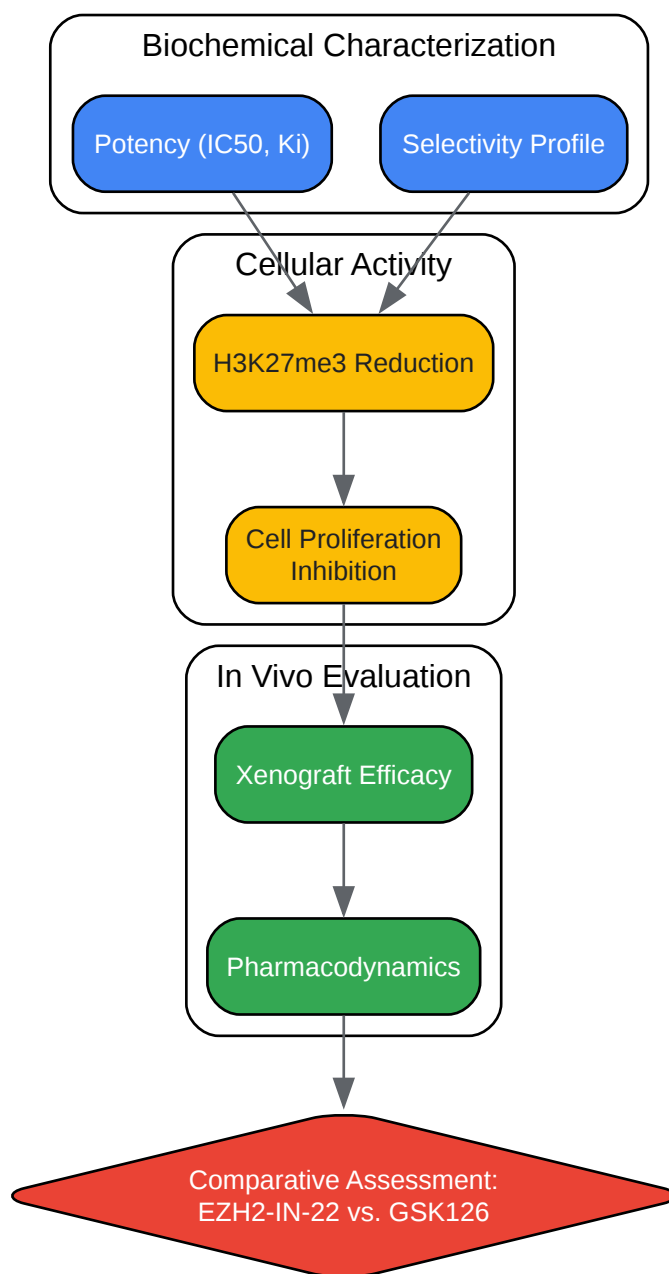 Biochemical Characterization
Potency (IC50, Ki)
Selectivity Profile
Cellular Activity
H3K27me3 Reduction
Cell Proliferation
Inhibition
In Vivo Evaluation
Xenograft Efficacy
Pharmacodynamics
Comparative Assessment:
EZH2-IN-22 vs. GSK126